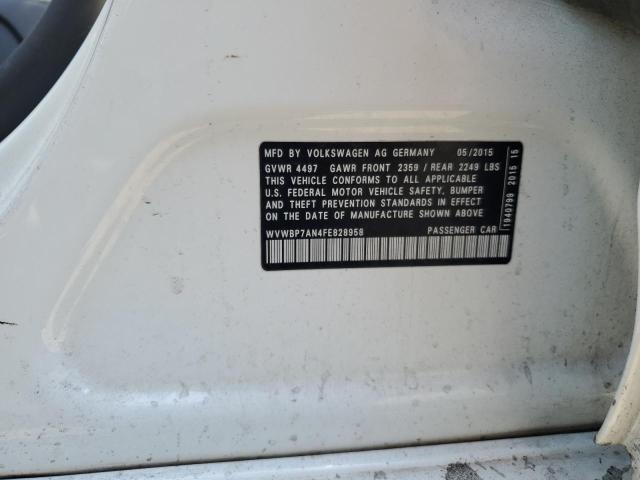 MFD BY VOLKSWAGEN AG GERMANY 05/2015
GVWR 4497 GAWR FRONT 2359 / REAR 2249 LBS
THIS VEHICLE CONFORMS TO ALL APPLICABLE
U.S. FEDERAL MOTOR VEHICLE SAFETY, BUMPER
AND THEFT PREVENTION STANDARDS IN EFFECT
ON THE DATE OF MANUFACTURE SHOWN ABOVE
WVWBP7AN4FE828958 PASSENGER CAR
1940799 2015 15